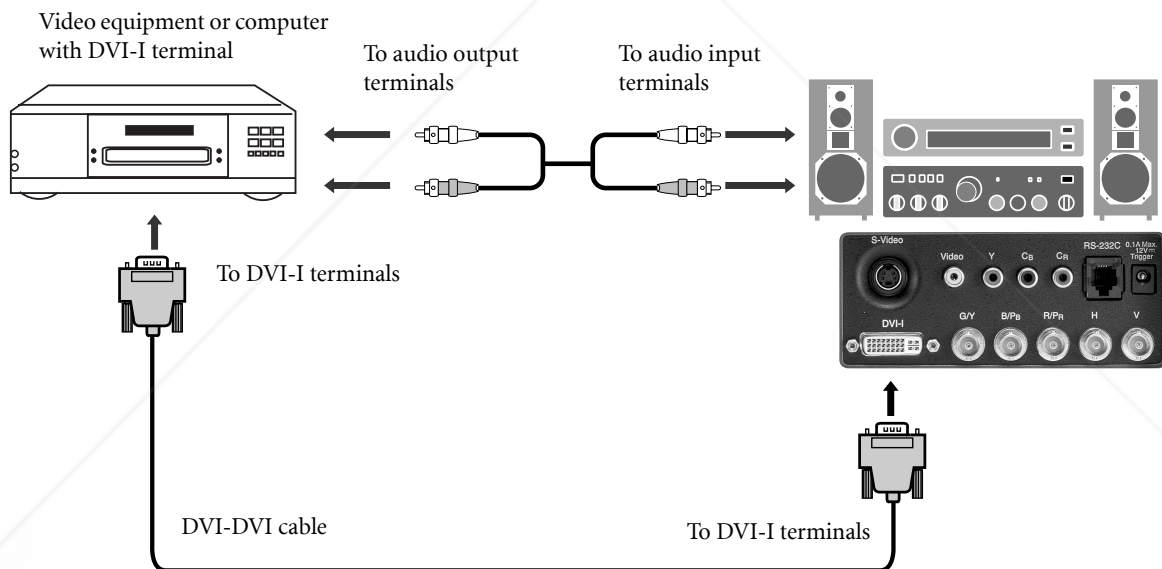 Video equipment or computer
with DVI-I terminal
To audio output
terminals
To audio input
terminals
To DVI-I terminals
S-Video
Video
Y
CB
CR
RS-232C
0.1A Max.
12V⎓
Trigger
DVI-I
G/Y
B/PB
R/PR
H
V
DVI-DVI cable
To DVI-I terminals